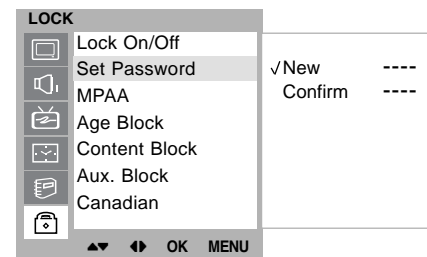 LOCK
Lock On/Off
Set Password
MPAA
Age Block
Content Block
Aux. Block
Canadian
√New ----
Confirm ----
▲▼ ◀▶ OK MENU